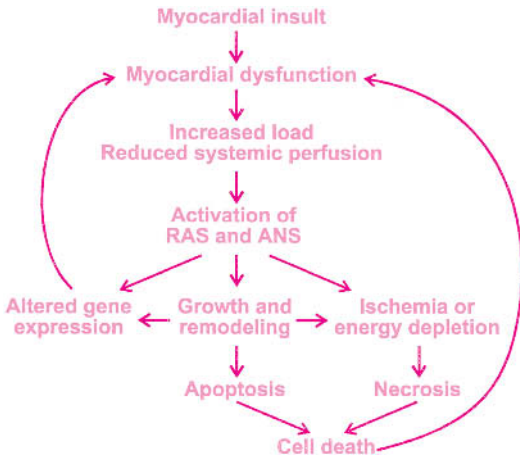 Myocardial insult
Myocardial dysfunction
Increased load
Reduced systemic perfusion
Activation of
RAS and ANS
Altered gene
expression
Growth and
remodeling
Ischemia or
energy depletion
Apoptosis
Necrosis
Cell death